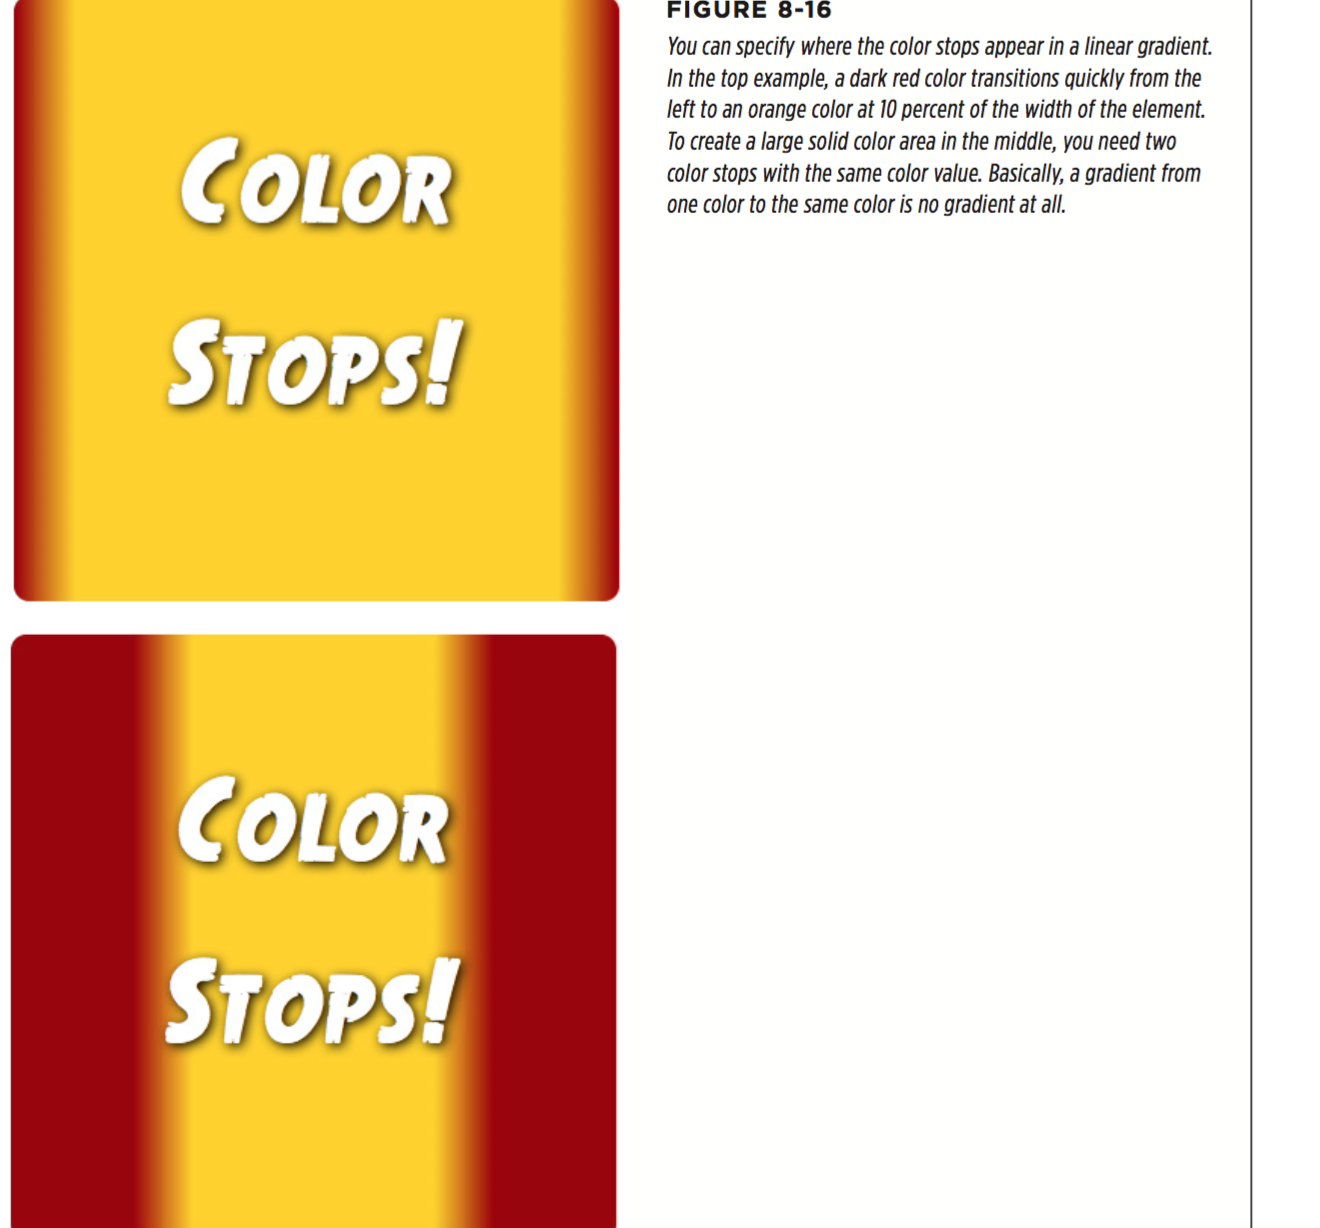 FIGURE 8-16
You can specify where the color stops appear in a linear gradient.
In the top example, a dark red color transitions quickly from the
left to an orange color at 10 percent of the width of the element.
To create a large solid color area in the middle, you need two
color stops with the same color value. Basically, a gradient from
one color to the same color is no gradient at all.
COLOR
STOPS!
COLOR
STOPS!